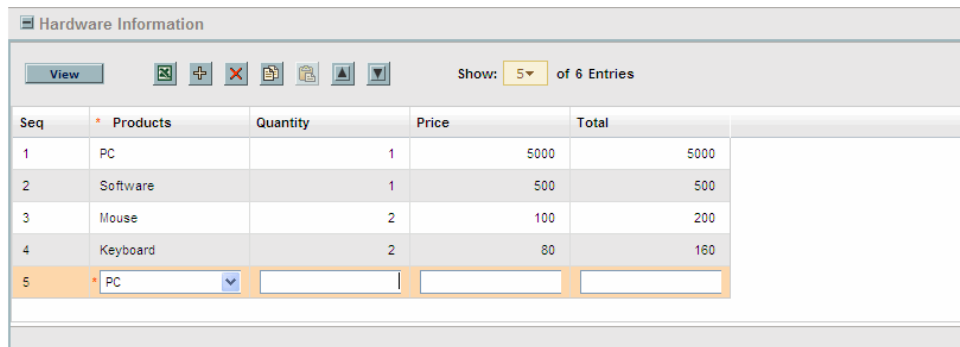 Hardware Information
View Show: 5 of 6 Entries
Seq * Products Quantity Price Total
1 PC 1 5000 5000
2 Software 1 500 500
3 Mouse 2 100 200
4 Keyboard 2 80 160
5 * PC